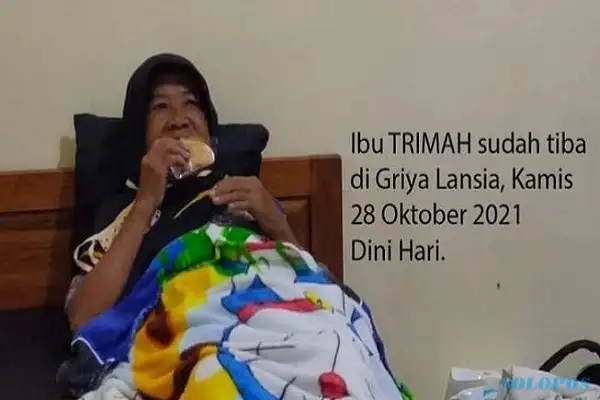 Ibu TRIMAH sudah tiba
di Griya Lansia, Kamis
28 Oktober 2021
Dini Hari.
SOLOPOS